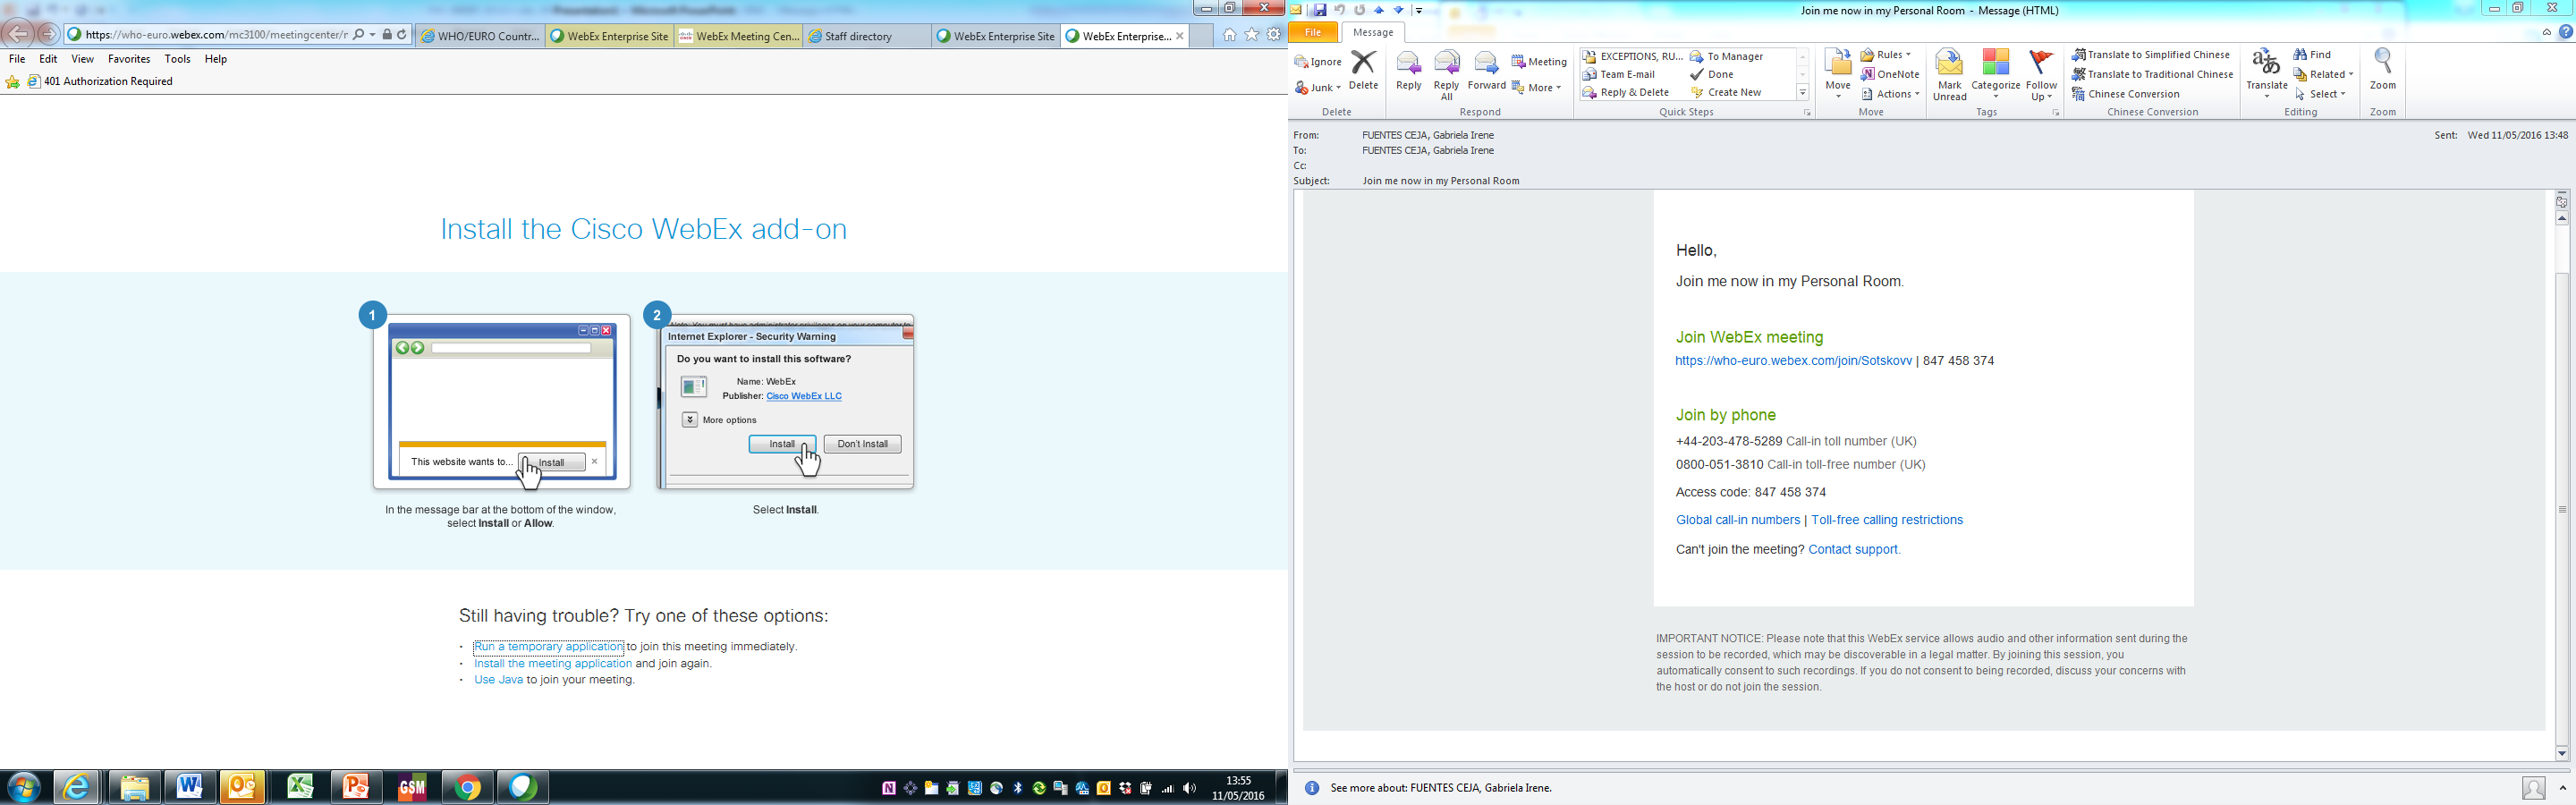 https://who-euro.webex.com/mc3100/meetingcenter/r
WHO/EURO Countr...
WebEx Enterprise Site
WebEx Meeting Cen...
Staff directory
WebEx Enterprise Site
WebEx Enterprise...
File Edit View Favorites Tools Help
401 Authorization Required
Install the Cisco WebEx add-on
1
This website wants to... Install
In the message bar at the bottom of the window,
select Install or Allow.
2
Internet Explorer - Security Warning
Do you want to install this software?
Name: WebEx
Publisher: Cisco WebEx LLC
More options
Install Don't Install
Select Install.
Still having trouble? Try one of these options:
· Run a temporary application to join this meeting immediately.
· Install the meeting application and join again.
· Use Java to join your meeting.
GSM
13:55
11/05/2016
Join me now in my Personal Room - Message (HTML)
File Message
Ignore
Junk
Delete
Delete
Reply
Reply All
Forward
Meeting
More
Respond
EXCEPTIONS, RU...
Team E-mail
Reply & Delete
To Manager
Done
Create New
Quick Steps
Move
Rules
OneNote
Actions
Move
Mark Unread
Categorize
Follow Up
Tags
Translate to Simplified Chinese
Translate to Traditional Chinese
Chinese Conversion
Chinese Conversion
Translate
Find
Related
Select
Editing
Zoom
Zoom
From: FUENTES CEJA, Gabriela Irene
Sent: Wed 11/05/2016 13:48
To: FUENTES CEJA, Gabriela Irene
Cc:
Subject: Join me now in my Personal Room
Hello,
Join me now in my Personal Room.
Join WebEx meeting
https://who-euro.webex.com/join/Sotskovv | 847 458 374
Join by phone
+44-203-478-5289 Call-in toll number (UK)
0800-051-3810 Call-in toll-free number (UK)
Access code: 847 458 374
Global call-in numbers | Toll-free calling restrictions
Can't join the meeting? Contact support.
IMPORTANT NOTICE: Please note that this WebEx service allows audio and other information sent during the
session to be recorded, which may be discoverable in a legal matter. By joining this session, you
automatically consent to such recordings. If you do not consent to being recorded, discuss your concerns with
the host or do not join the session.
See more about: FUENTES CEJA, Gabriela Irene.